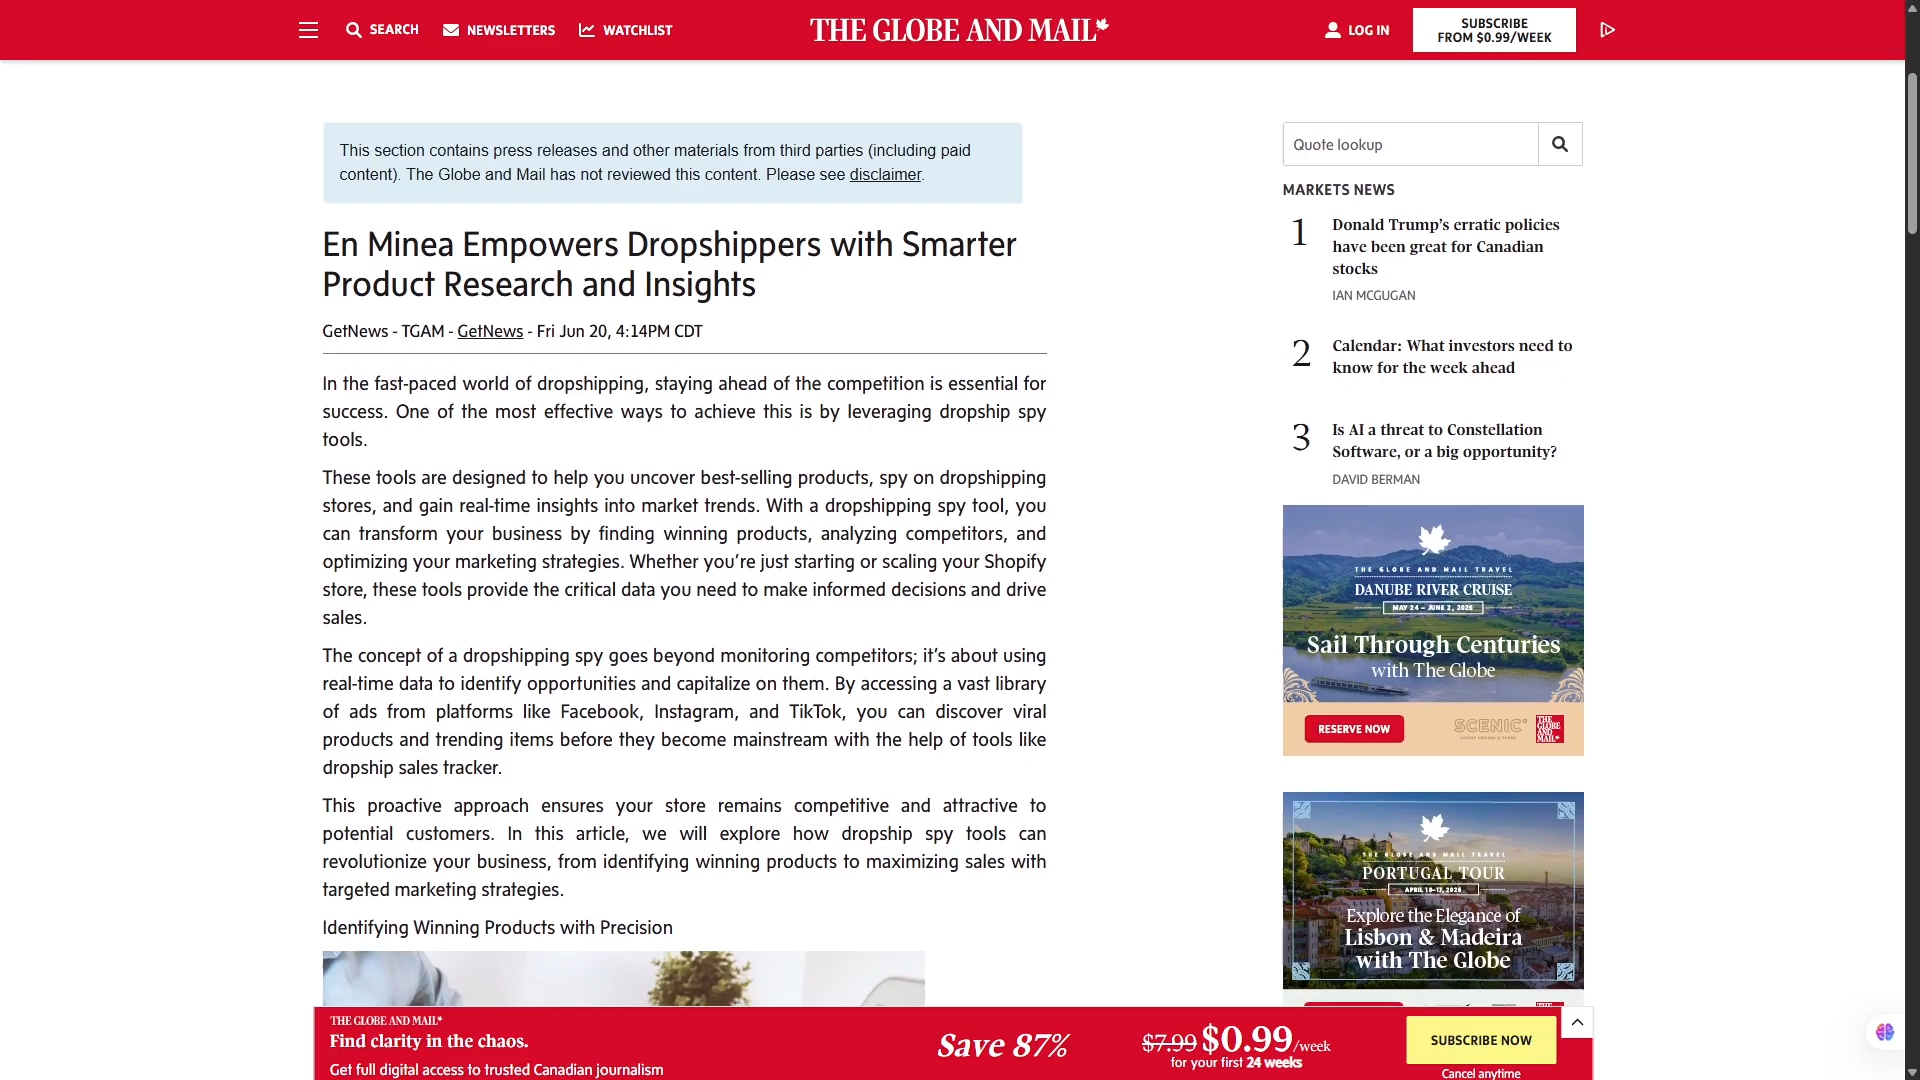 SEARCH
NEWSLETTERS
WATCHLIST
THE GLOBE AND MAIL
LOG IN
SUBSCRIBE
FROM $0.99/WEEK
This section contains press releases and other materials from third parties (including paid
content). The Globe and Mail has not reviewed this content. Please see disclaimer.
En Minea Empowers Dropshippers with Smarter
Product Research and Insights
GetNews - TGAM - GetNews - Fri Jun 20, 4:14PM CDT
In the fast-paced world of dropshipping, staying ahead of the competition is essential for
success. One of the most effective ways to achieve this is by leveraging dropship spy
tools.
These tools are designed to help you uncover best-selling products, spy on dropshipping
stores, and gain real-time insights into market trends. With a dropshipping spy tool, you
can transform your business by finding winning products, analyzing competitors, and
optimizing your marketing strategies. Whether you’re just starting or scaling your Shopify
store, these tools provide the critical data you need to make informed decisions and drive
sales.
The concept of a dropshipping spy goes beyond monitoring competitors; it’s about using
real-time data to identify opportunities and capitalize on them. By accessing a vast library
of ads from platforms like Facebook, Instagram, and TikTok, you can discover viral
products and trending items before they become mainstream with the help of tools like
dropship sales tracker.
This proactive approach ensures your store remains competitive and attractive to
potential customers. In this article, we will explore how dropship spy tools can
revolutionize your business, from identifying winning products to maximizing sales with
targeted marketing strategies.
Identifying Winning Products with Precision
Quote lookup
MARKETS NEWS
1
Donald Trump’s erratic policies
have been great for Canadian
stocks
IAN MCGUGAN
2
Calendar: What investors need to
know for the week ahead
3
Is AI a threat to Constellation
Software, or a big opportunity?
DAVID BERMAN
THE GLOBE AND MAIL TRAVEL
DANUBE RIVER CRUISE
MAY 24 – JUNE 2, 2026
Sail Through Centuries
with The Globe
RESERVE NOW
SCENIC
THE GLOBE AND MAIL
THE GLOBE AND MAIL TRAVEL
PORTUGAL TOUR
Explore the Elegance of
Lisbon & Madeira
with The Globe
THE GLOBE AND MAIL*
Find clarity in the chaos.
Get full digital access to trusted Canadian journalism
Save 87%
$7.99 $0.99/week
for your first 24 weeks
SUBSCRIBE NOW
Cancel anytime